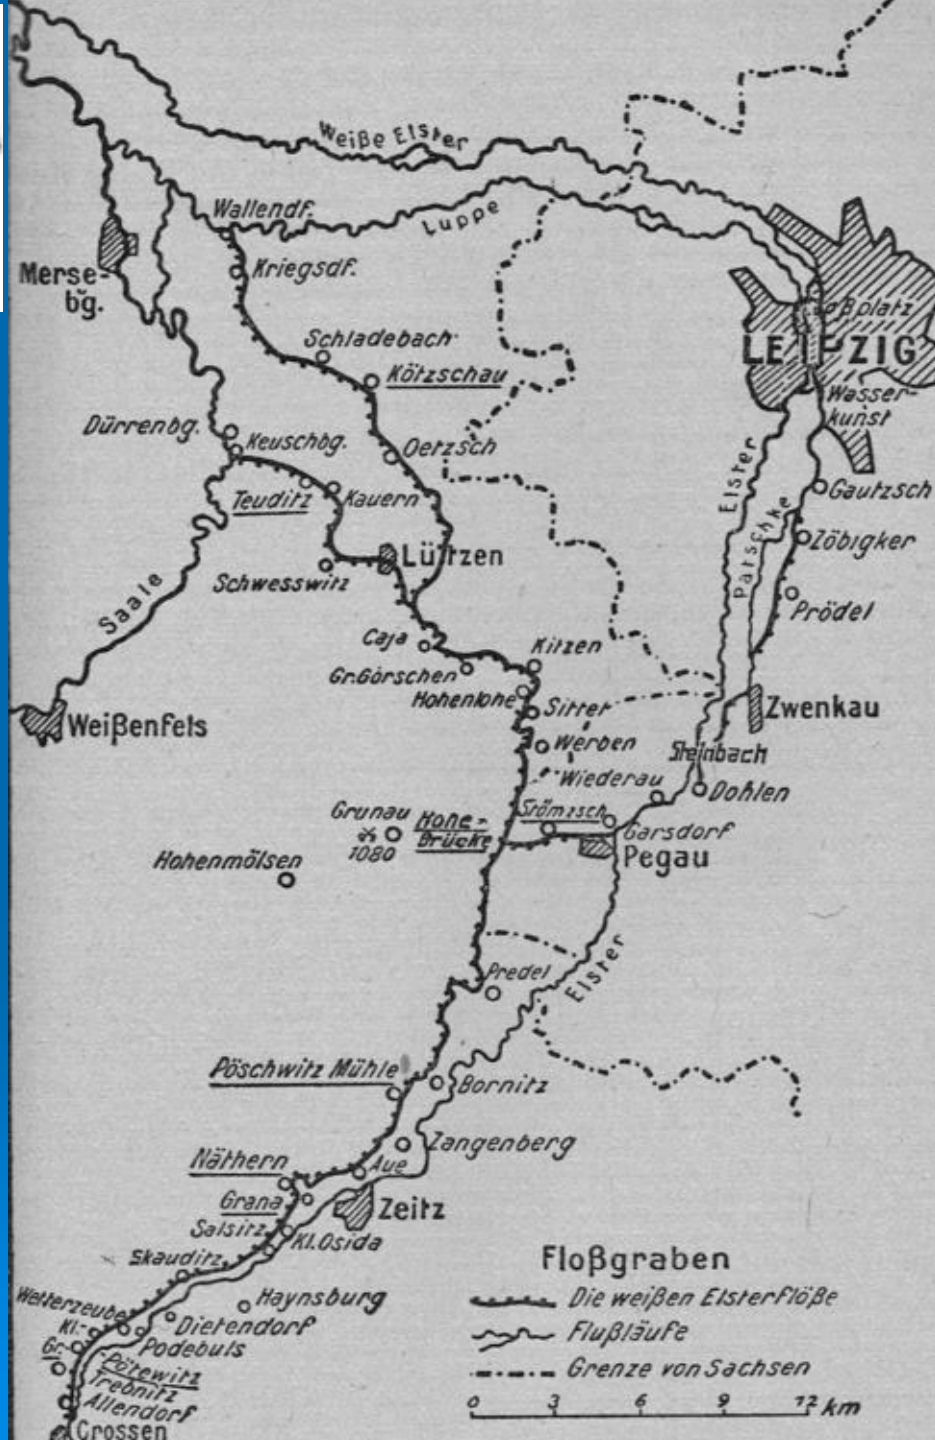 Weiße Elster
Wallendf.
Luppe
Merse-
bg.
Kriegsdf.
oßplatz
Schladebach
LEIPZIG
Kötzschau
Wasser-
kunst
Dürrenbg.
Keuschbg.
Oetzsch
Elster
Teuditz
Kauern
Gautzsch
Patschke
Zöbigker
Lützen
Schwesswitz
Saale
Prödel
Caja
Kitzen
Gr.Görschen
Hohenlohe
Sittel
Zwenkau
Weißenfels
Werben
Steinbach
Wiederau
Dohlen
Grunau
1080
Hohe-
Brücke
Stömzsch
Garsdorf
Pegau
Hohenmölsen
Elster
Predel
Pöschwitz Mühle
Bornitz
Zangenberg
Näthern
Aue
Grana
Zeitz
Salsitz
Kl.Osida
Skauditz
Haynsburg
Wetterzeube
Dietendorf
Kl.-
Podebuls
Gr.-
Pötewitz
Trebnitz
Allendorf
Crossen
Floßgraben
Die weißen Elsterflöße
Flußläufe
Grenze von Sachsen
0 3 6 9 12 km